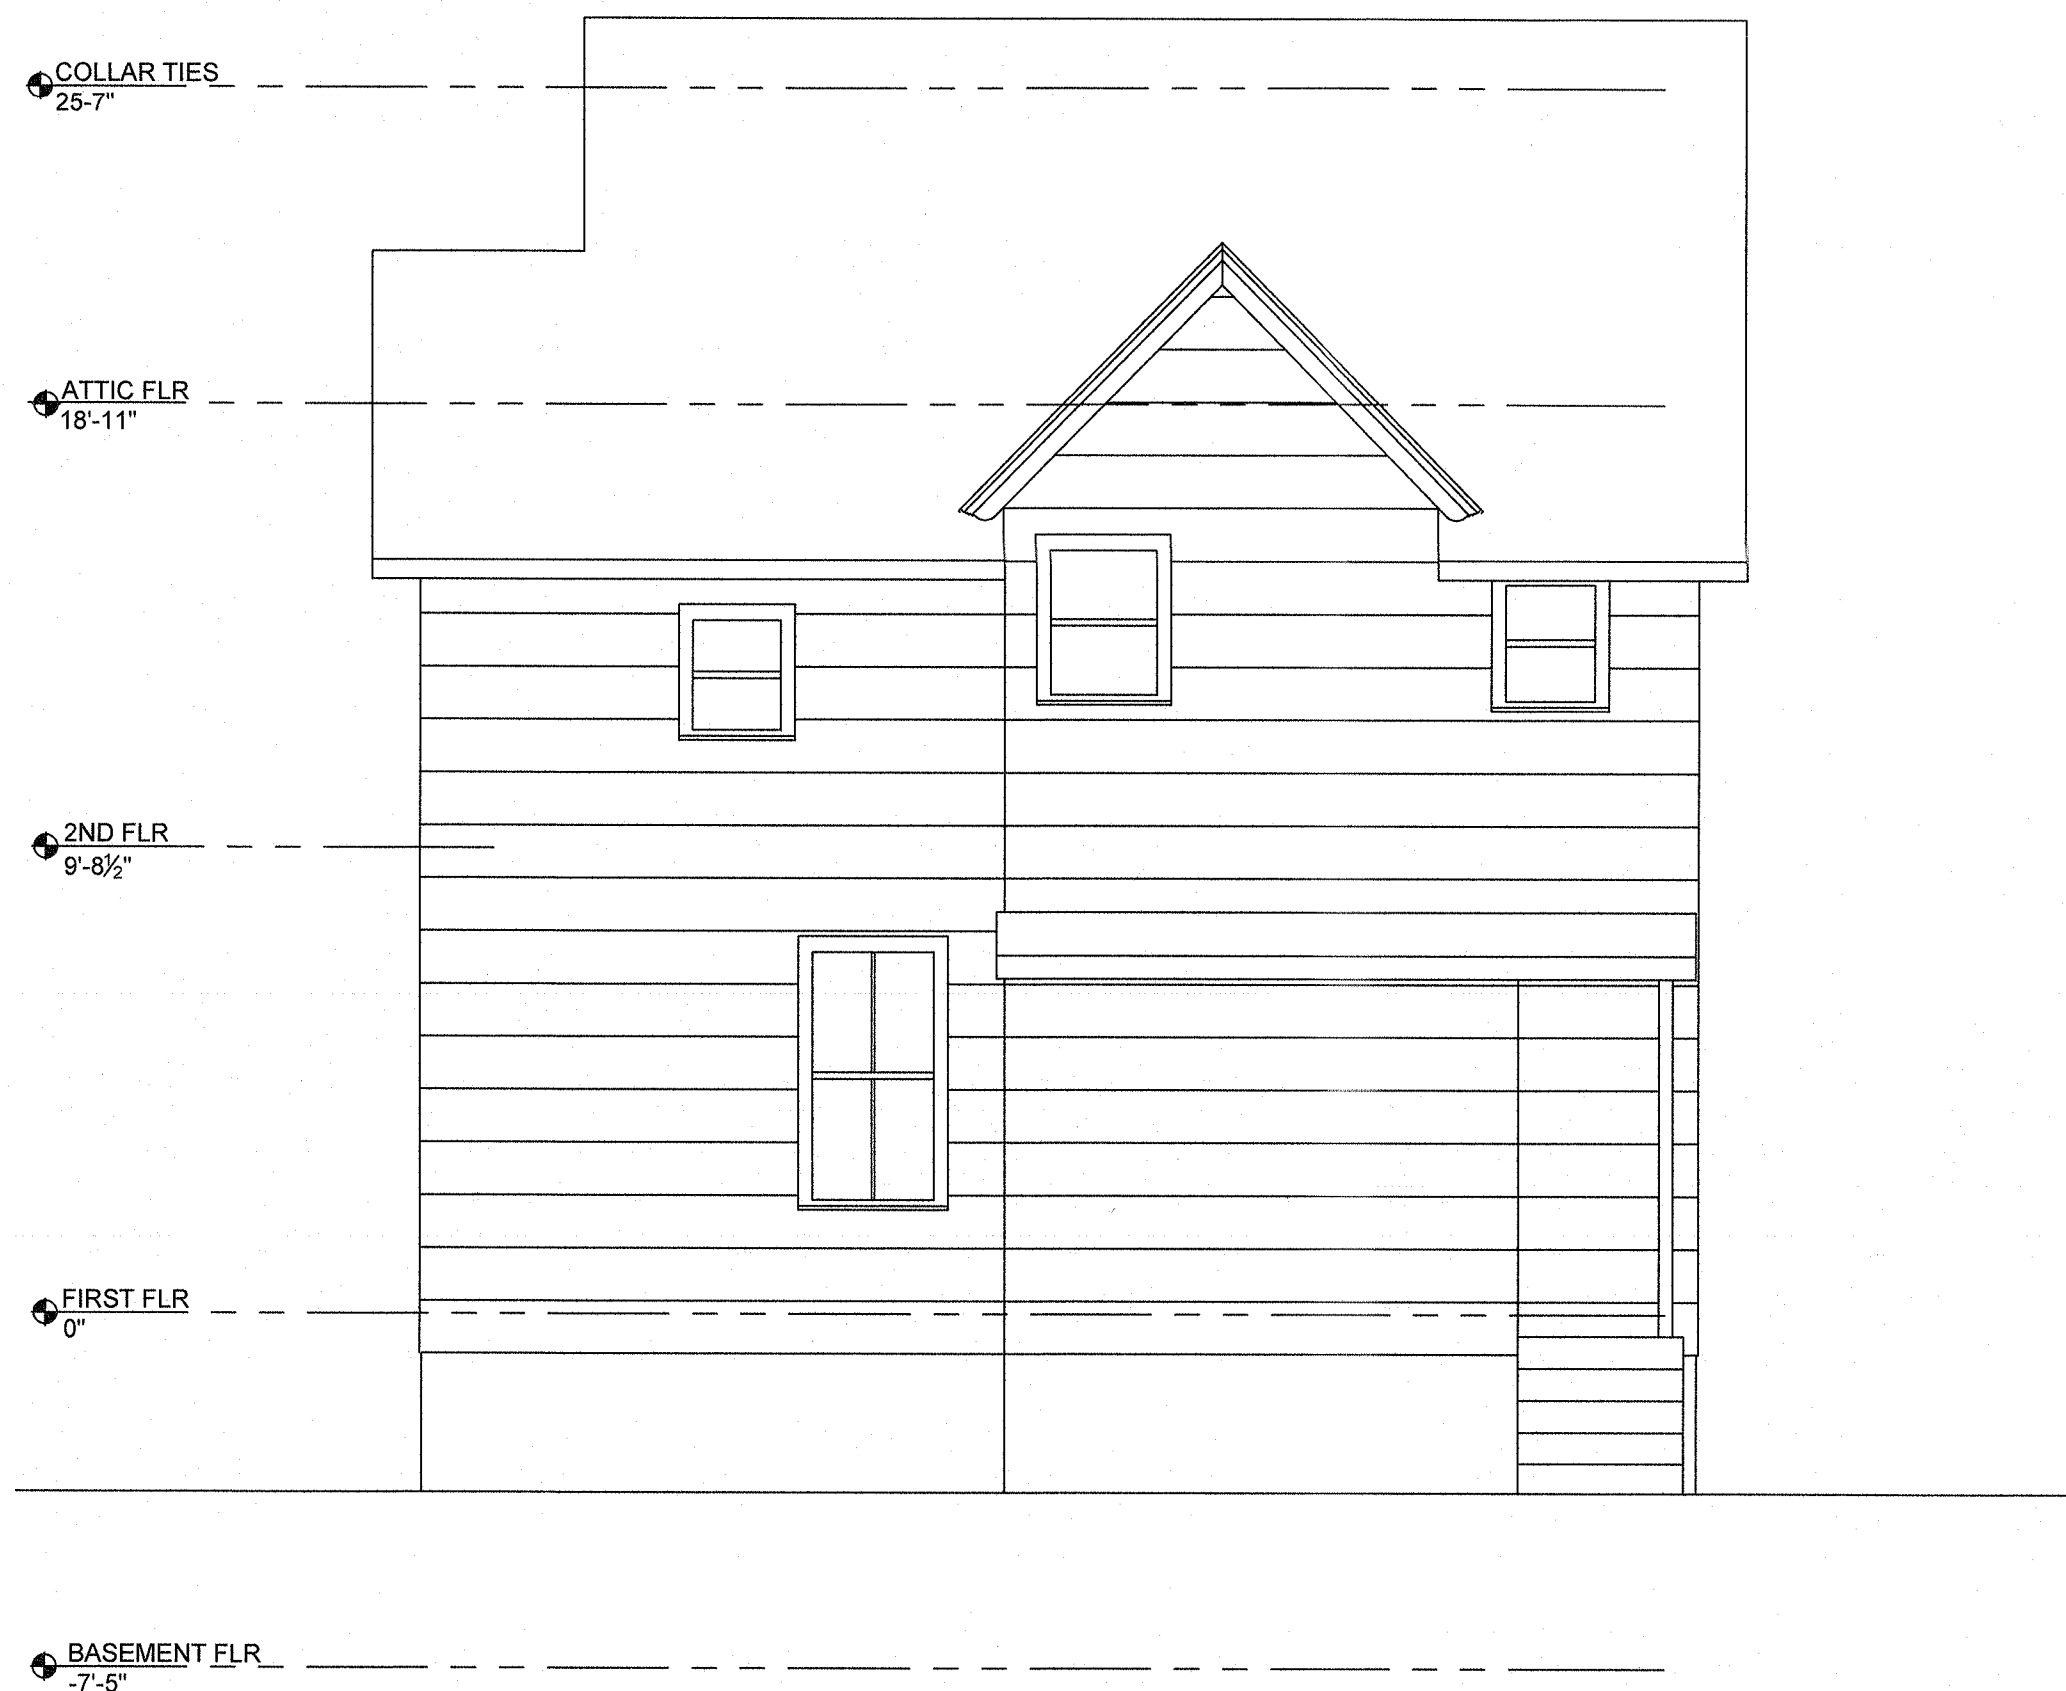 COLLAR TIES
25-7"
ATTIC FLR
18'-11"
2ND FLR
9'-8½"
FIRST FLR
0"
BASEMENT FLR
-7'-5"